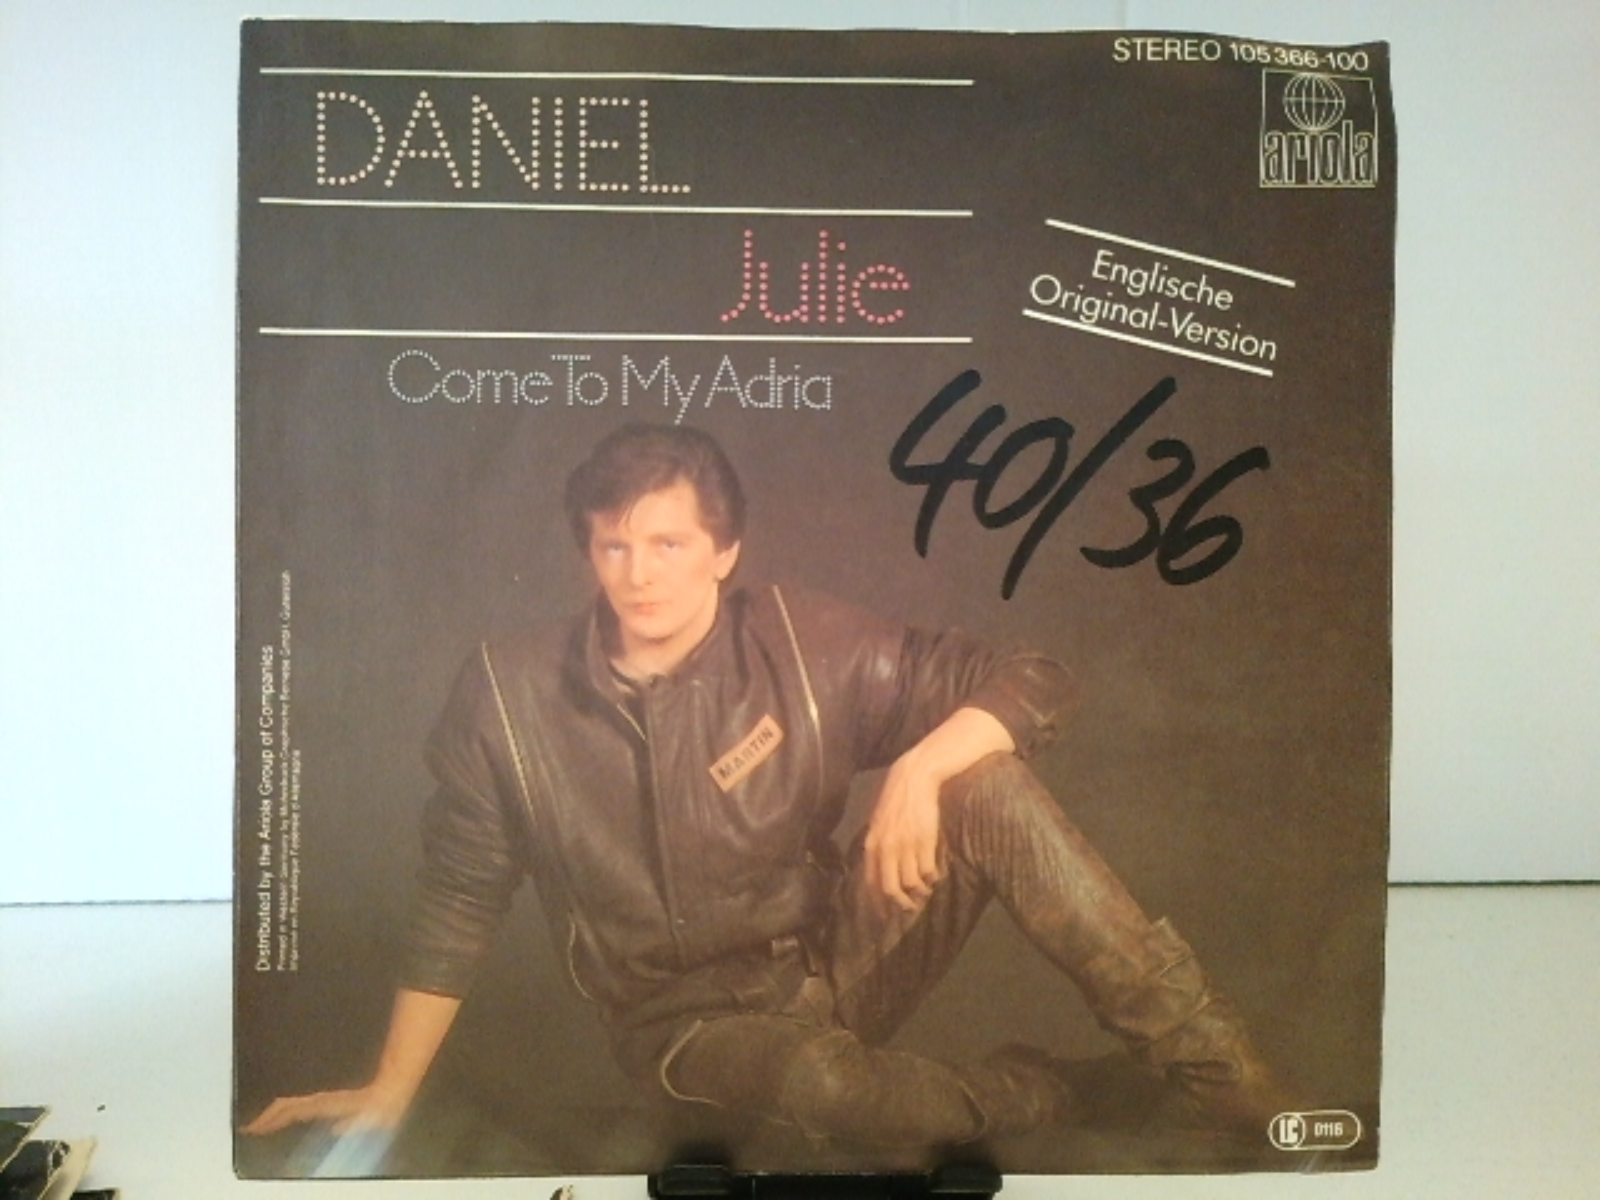 STEREO 105 366-100
ariola
DANIEL
Julie
Englische
Original-Version
Come To My Adria
40/36
MARTIN
Distributed by the Ariola Group of Companies
LC 0116